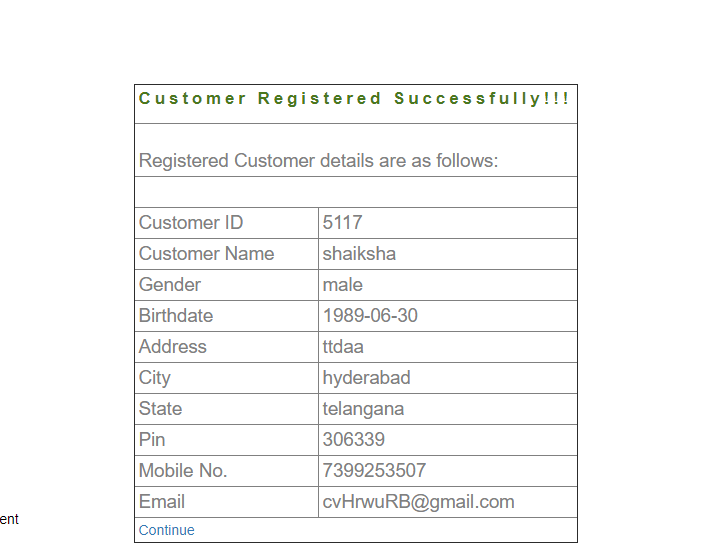 Customer Registered Successfully!!!
Registered Customer details are as follows:
Customer ID 5117
Customer Name shaiksha
Gender male
Birthdate 1989-06-30
Address ttdaa
City hyderabad
State telangana
Pin 306339
Mobile No. 7399253507
Email cvHrwuRB@gmail.com
ent
Continue